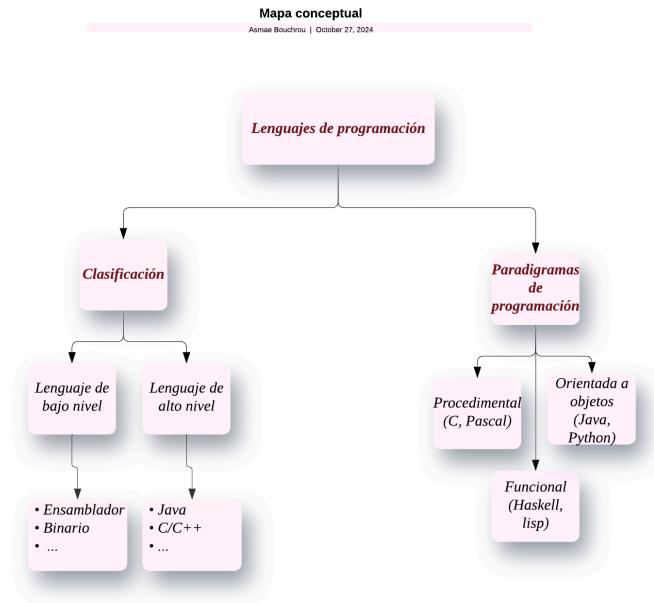 Mapa conceptual
Asmae Bouchrou | October 27, 2024
Lenguajes de programación
Clasificación
Paradigramas
de
programación
Lenguaje de
bajo nivel
Lenguaje de
alto nivel
Procedimental
(C, Pascal)
Orientada a
objetos
(Java,
Python)
Funcional
(Haskell,
lisp)
• Ensamblador
• Binario
• ...
• Java
• C/C++
• ...